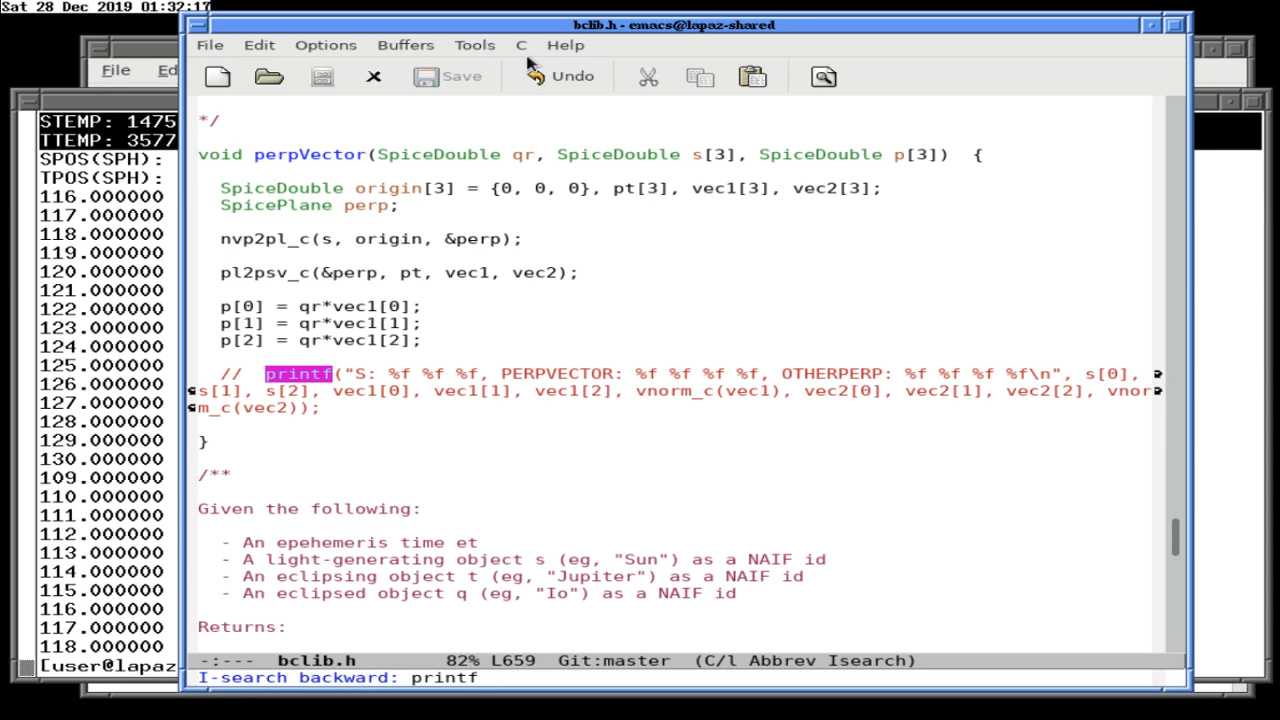 Sat 28 Dec 2019 01:32:17
bclib.h - emacs@lapaz-shared
File Edit Options Buffers Tools C Help
File Ed
Save Undo
STEMP: 1475
TTEMP: 3577
SPOS(SPH):
TPOS(SPH):
116.000000
117.000000
118.000000
119.000000
120.000000
121.000000
122.000000
123.000000
124.000000
125.000000
126.000000
127.000000
128.000000
129.000000
130.000000
109.000000
110.000000
111.000000
112.000000
113.000000
114.000000
115.000000
116.000000
117.000000
118.000000
[user@lapaz
*/
void perpVector(SpiceDouble qr, SpiceDouble s[3], SpiceDouble p[3])  {
  SpiceDouble origin[3] = {0, 0, 0}, pt[3], vec1[3], vec2[3];
  SpicePlane perp;
  nvp2pl_c(s, origin, &perp);
  pl2psv_c(&perp, pt, vec1, vec2);
  p[0] = qr*vec1[0];
  p[1] = qr*vec1[1];
  p[2] = qr*vec1[2];
  //  printf("S: %f %f %f, PERPVECTOR: %f %f %f %f, OTHERPERP: %f %f %f %f\n", s[0],
s[1], s[2], vec1[0], vec1[1], vec1[2], vnorm_c(vec1), vec2[0], vec2[1], vec2[2], vnor
m_c(vec2));
}
/**
Given the following:
  - An epehemeris time et
  - A light-generating object s (eg, "Sun") as a NAIF id
  - An eclipsing object t (eg, "Jupiter") as a NAIF id
  - An eclipsed object q (eg, "Io") as a NAIF id
Returns:
-:---  bclib.h        82% L659  Git:master  (C/l Abbrev Isearch)
I-search backward: printf